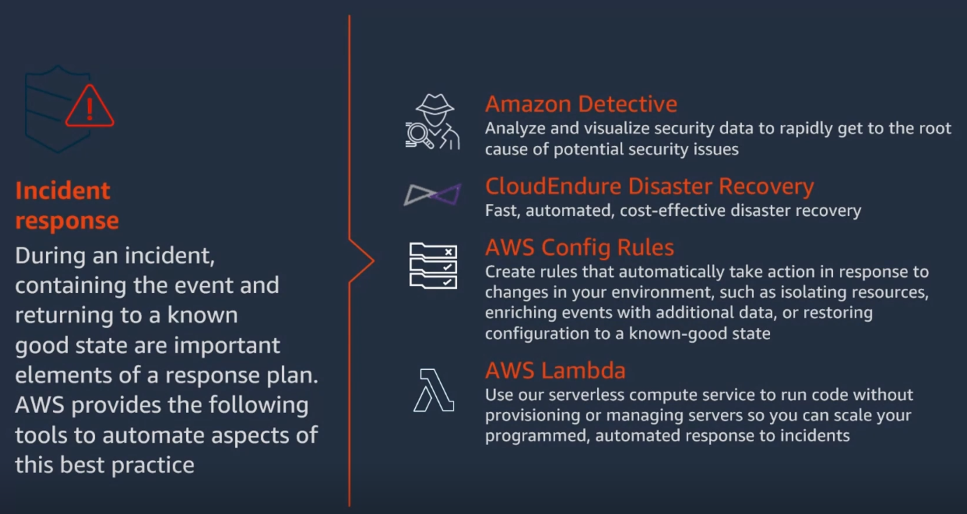 Incident
response
During an incident,
containing the event and
returning to a known
good state are important
elements of a response plan.
AWS provides the following
tools to automate aspects of
this best practice
Amazon Detective
Analyze and visualize security data to rapidly get to the root
cause of potential security issues
CloudEndure Disaster Recovery
Fast, automated, cost-effective disaster recovery
AWS Config Rules
Create rules that automatically take action in response to
changes in your environment, such as isolating resources,
enriching events with additional data, or restoring
configuration to a known-good state
AWS Lambda
Use our serverless compute service to run code without
provisioning or managing servers so you can scale your
programmed, automated response to incidents